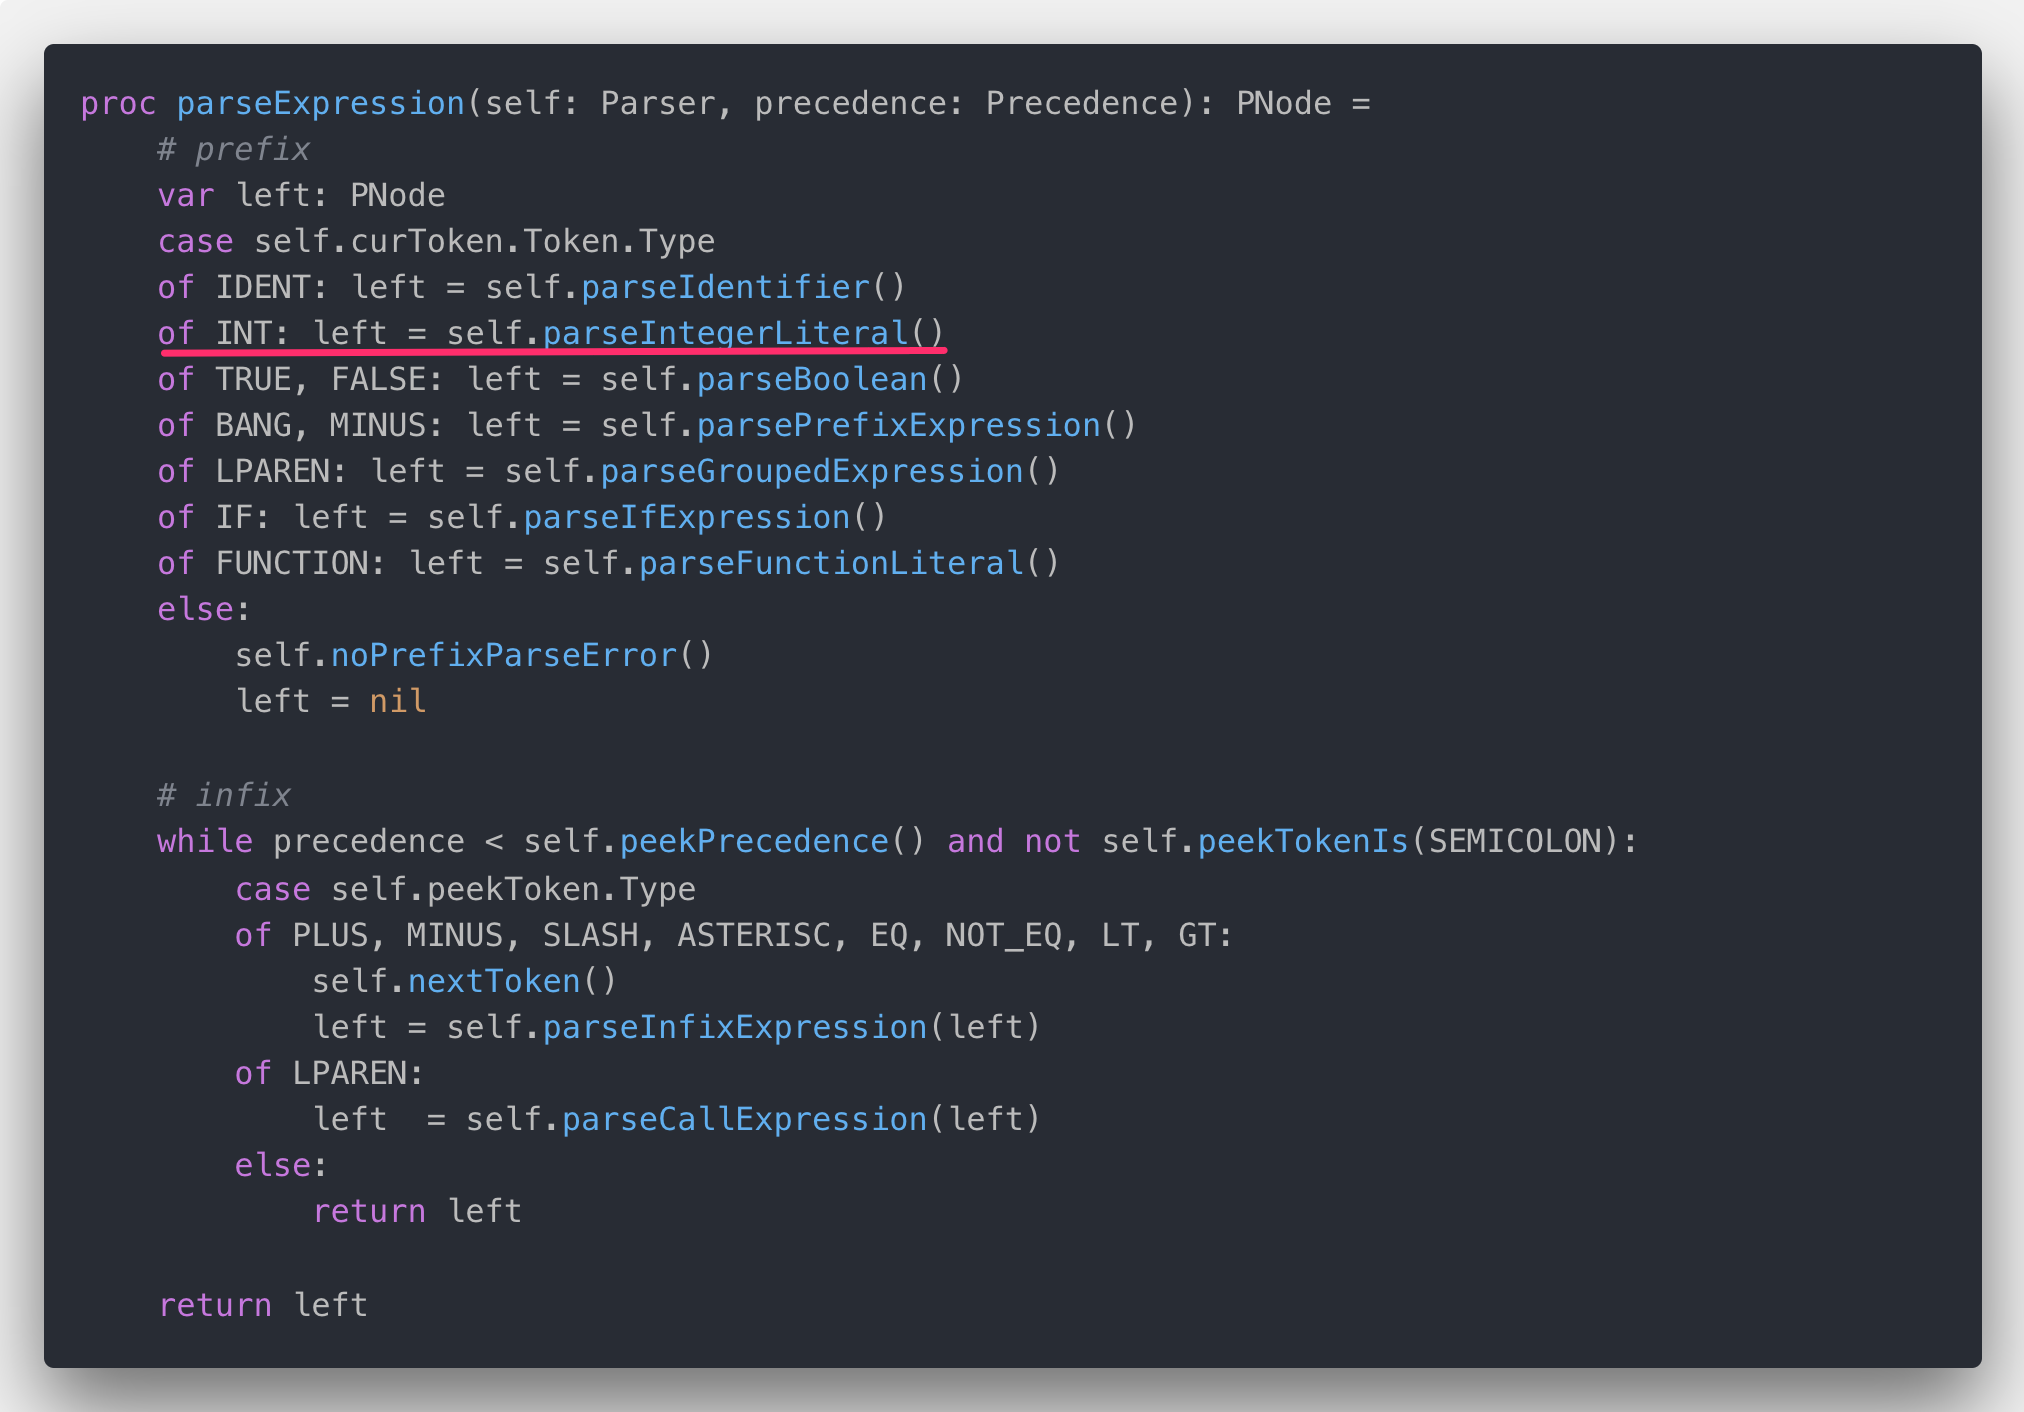 proc parseExpression(self: Parser, precedence: Precedence): PNode =
    # prefix
    var left: PNode
    case self.curToken.Token.Type
    of IDENT: left = self.parseIdentifier()
    of INT: left = self.parseIntegerLiteral()
    of TRUE, FALSE: left = self.parseBoolean()
    of BANG, MINUS: left = self.parsePrefixExpression()
    of LPAREN: left = self.parseGroupedExpression()
    of IF: left = self.parseIfExpression()
    of FUNCTION: left = self.parseFunctionLiteral()
    else:
        self.noPrefixParseError()
        left = nil

    # infix
    while precedence < self.peekPrecedence() and not self.peekTokenIs(SEMICOLON):
        case self.peekToken.Type
        of PLUS, MINUS, SLASH, ASTERISC, EQ, NOT_EQ, LT, GT:
            self.nextToken()
            left = self.parseInfixExpression(left)
        of LPAREN:
            left  = self.parseCallExpression(left)
        else:
            return left

    return left